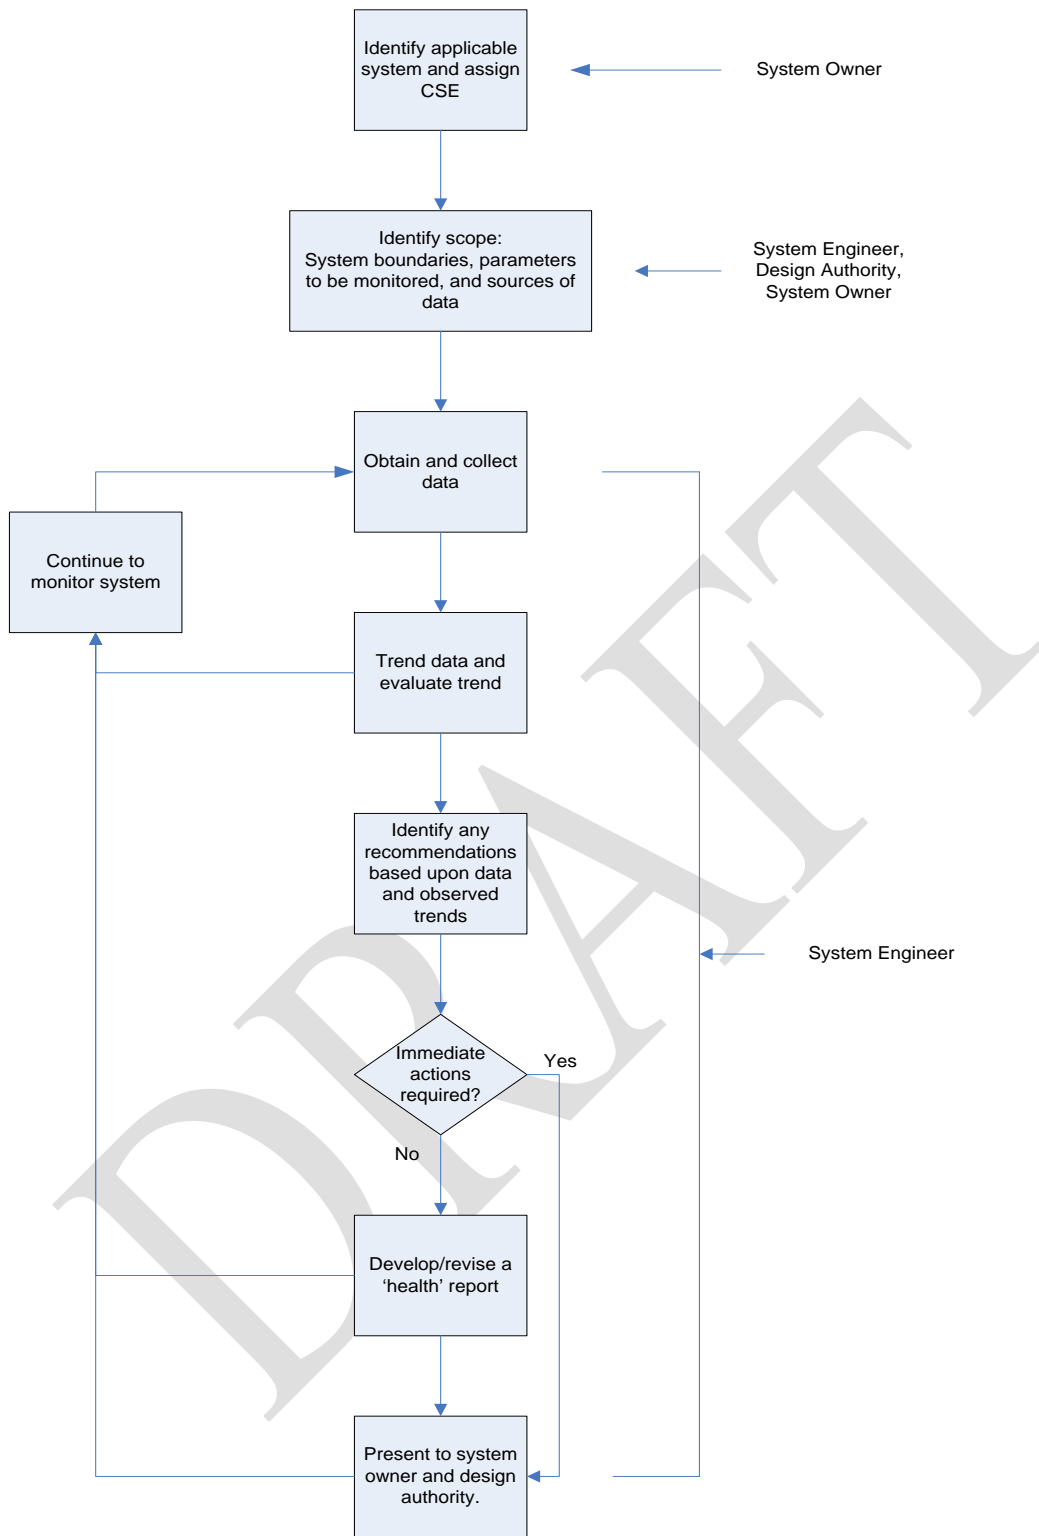 Identify applicable
system and assign
CSE
System Owner
Identify scope:
System boundaries, parameters
to be monitored, and sources of
data
System Engineer,
Design Authority,
System Owner
Obtain and collect
data
Continue to
monitor system
Trend data and
evaluate trend
Identify any
recommendations
based upon data
and observed
trends
System Engineer
Immediate
actions
required?
Yes
No
Develop/revise a
‘health’ report
Present to system
owner and design
authority.
DRAFT